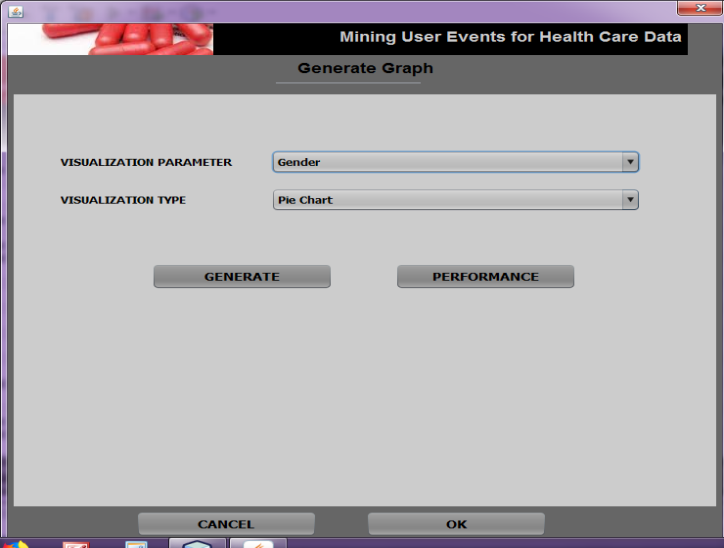 Mining User Events for Health Care Data
Generate Graph
VISUALIZATION PARAMETER Gender
VISUALIZATION TYPE Pie Chart
GENERATE PERFORMANCE
CANCEL OK